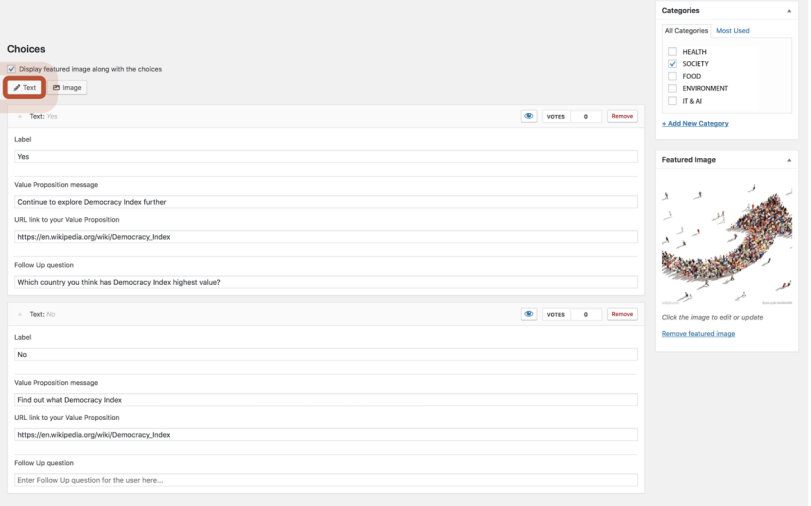 Choices
Display featured image along with the choices
Text
Image
Text: Yes
VOTES 0
Remove
Label
Yes
Value Proposition message
Continue to explore Democracy Index further
URL link to your Value Proposition
https://en.wikipedia.org/wiki/Democracy_Index
Follow Up question
Which country you think has Democracy Index highest value?
Text: No
VOTES 0
Remove
Label
No
Value Proposition message
Find out what Democracy Index
URL link to your Value Proposition
https://en.wikipedia.org/wiki/Democracy_Index
Follow Up question
Enter Follow Up question for the user here...
Categories
All Categories Most Used
HEALTH
SOCIETY
FOOD
ENVIRONMENT
IT & AI
+ Add New Category
Featured Image
Click the image to edit or update
Remove featured image